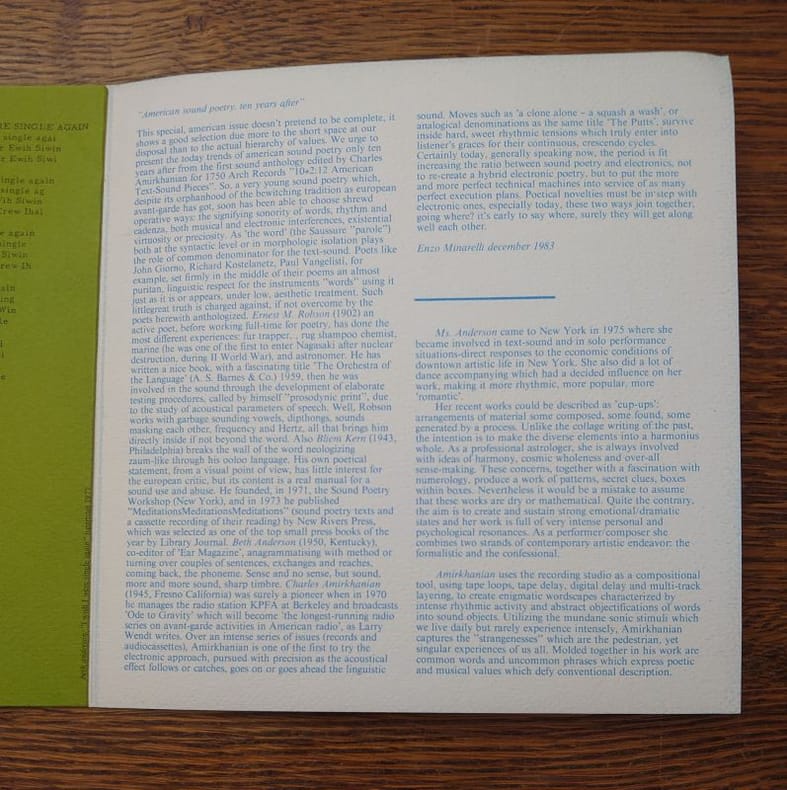 RE SINGLE AGAIN
single agai
r Ewih Siwin
z Ewih Siwi
single again
single ag
Vih Siwin
rew Ihsi
e again
ingle
Siwin
rew Ih
ain
ing
Win
le
"American sound poetry, ten years after"
This special, american issue doesn't pretend to be complete, it
shows a good selection due more to the short space at our
disposal than to the actual hierarchy of values. We urge to
present the today trends of american sound poetry only ten
years after from the first sound anthology edited by Charles
Amirkhanian for 1750 Arch Records "10+2:12 American
Text-Sound Pieces". So, a very young sound poetry which,
despite its orphanhood of the bewitching tradition as european
avant-garde has got, soon has been able to choose shrewd
operative ways: the signifying sonority of words, rhythm and
cadenza, both musical and electronic interferences, existential
virtuosity or preciosity. As 'the word' (the Saussure "parole")
both at the syntactic level or in morphologic isolation plays
the role of common denominator for the text-sound. Poets like
John Giorno, Richard Kostelanetz, Paul Vangelisti, for
example, set firmly in the middle of their poems an almost
puritan, linguistic respect for the instruments "words" using it
just as it is or appears, under low, aesthetic treatment. Such
littlegreat truth is charged against, if not overcome by the
poets herewith anthologized. Ernest M. Robson (1902) an
active poet, before working full-time for poetry, has done the
most different experiences: fur trapper, , rug shampoo chemist,
marine (he was one of the first to enter Nagasaki after nuclear
destruction, during II World War), and astronomer. He has
written a nice book, with a fascinating title 'The Orchestra of
the Language' (A. S. Barnes & Co.) 1959, then he was
involved in the sound through the development of elaborate
testing procedures, called by himself "prosodynic print", due
to the study of acoustical parameters of speech. Well, Robson
works with garbage sounding vowels, dipthongs, sounds
masking each other, frequency and Hertz, all that brings him
directly inside if not beyond the word. Also Bliem Kern (1943,
Philadelphia) breaks the wall of the word neologizing
zaum-like through his ooloo language. His own poetical
statement, from a visual point of view, has little interest for
the european critic, but its content is a real manual for a
sound use and abuse. He founded, in 1971, the Sound Poetry
Workshop (New York), and in 1973 he published
"MeditationsMeditationsMeditations" (sound poetry texts and
a cassette recording of their reading) by New Rivers Press,
which was selected as one of the top small press books of the
year by Library Journal. Beth Anderson (1950, Kentucky),
co-editor of 'Ear Magazine', anagrammatising with method or
turning over couples of sentences, exchanges and reaches,
coming back, the phoneme. Sense and no sense, but sound,
more and more sound, sharp timbre. Charles Amirkhanian
(1945, Fresno California) was surely a pioneer when in 1970
he manages the radio station KPFA at Berkeley and broadcasts
'Ode to Gravity' which will become 'the longest-running radio
series on avant-garde activities in American radio', as Larry
Wendt writes. Over an intense series of issues (records and
audiocassettes), Amirkhanian is one of the first to try the
electronic approach, pursued with precision as the acoustical
effect follows or catches, goes on or goes ahead the linguistic
sound. Moves such as 'a clone alone - a squash a wash', or
analogical denominations as the same title 'The Putts', survive
inside hard, sweet rhythmic tensions which truly enter into
listener's graces for their continuous, crescendo cycles.
Certainly today, generally speaking now, the period is fit
increasing the ratio between sound poetry and electronics, not
to re-create a hybrid electronic poetry, but to put the more
and more perfect technical machines into service of as many
perfect execution plans. Poetical novelties must be in step with
electronic ones, especially today, these two ways join together,
going where? it's early to say where, surely they will get along
well each other.
Enzo Minarelli december 1983
Ms. Anderson came to New York in 1975 where she
became involved in text-sound and in solo performance
situations-direct responses to the economic conditions of
downtown artistic life in New York. She also did a lot of
dance accompanying which had a decided influence on her
work, making it more rhythmic, more popular, more
'romantic'.
Her recent works could be described as 'cup-ups':
arrangements of material some composed, some found, some
generated by a process. Unlike the collage writing of the past,
the intention is to make the diverse elements into a harmonius
whole. As a professional astrologer, she is always involved
with ideas of harmony, cosmic wholeness and over-all
sense-making. These concerns, together with a fascination with
numerology, produce a work of patterns, secret clues, boxes
within boxes. Nevertheless it would be a mistake to assume
that these works are dry or mathematical. Quite the contrary,
the aim is to create and sustain strong emotional/dramatic
states and her work is full of very intense personal and
psychological resonances. As a performer/composer she
combines two strands of contemporary artistic endeavor: the
formalistic and the confessional.
Amirkhanian uses the recording studio as a compositional
tool, using tape loops, tape delay, digital delay and multi-track
layering, to create enigmatic wordscapes characterized by
intense rhythmic activity and abstract objectifications of words
into sound objects. Utilizing the mundane sonic stimuli which
we live daily but rarely experience intensely, Amirkhanian
captures the "strangenesses" which are the pedestrian, yet
singular experiences of us all. Molded together in his work are
common words and uncommon phrases which express poetic
and musical values which defy conventional description.